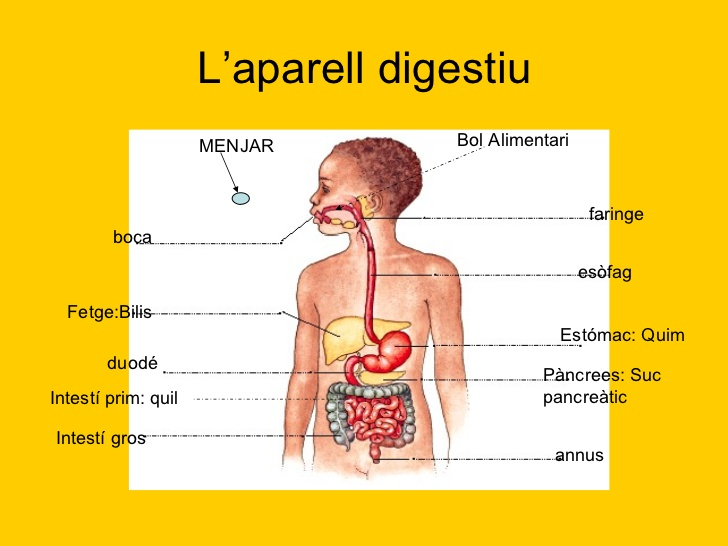 L’aparell digestiu
MENJAR
Bol Alimentari
faringe
boca
esòfag
Fetge:Bilis
Estómac: Quim
duodé
Pàncrees: Suc
pancreàtic
Intestí prim: quil
Intestí gros
annus